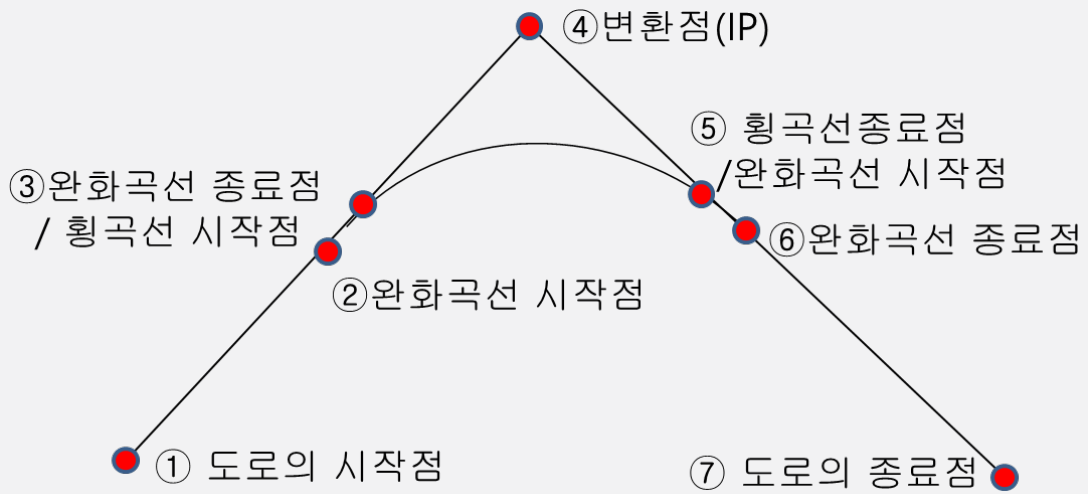 ④변환점(IP)
⑤ 횡곡선종료점
/완화곡선 시작점
③완화곡선 종료점
/ 횡곡선 시작점
⑥완화곡선 종료점
②완화곡선 시작점
① 도로의 시작점
⑦ 도로의 종료점